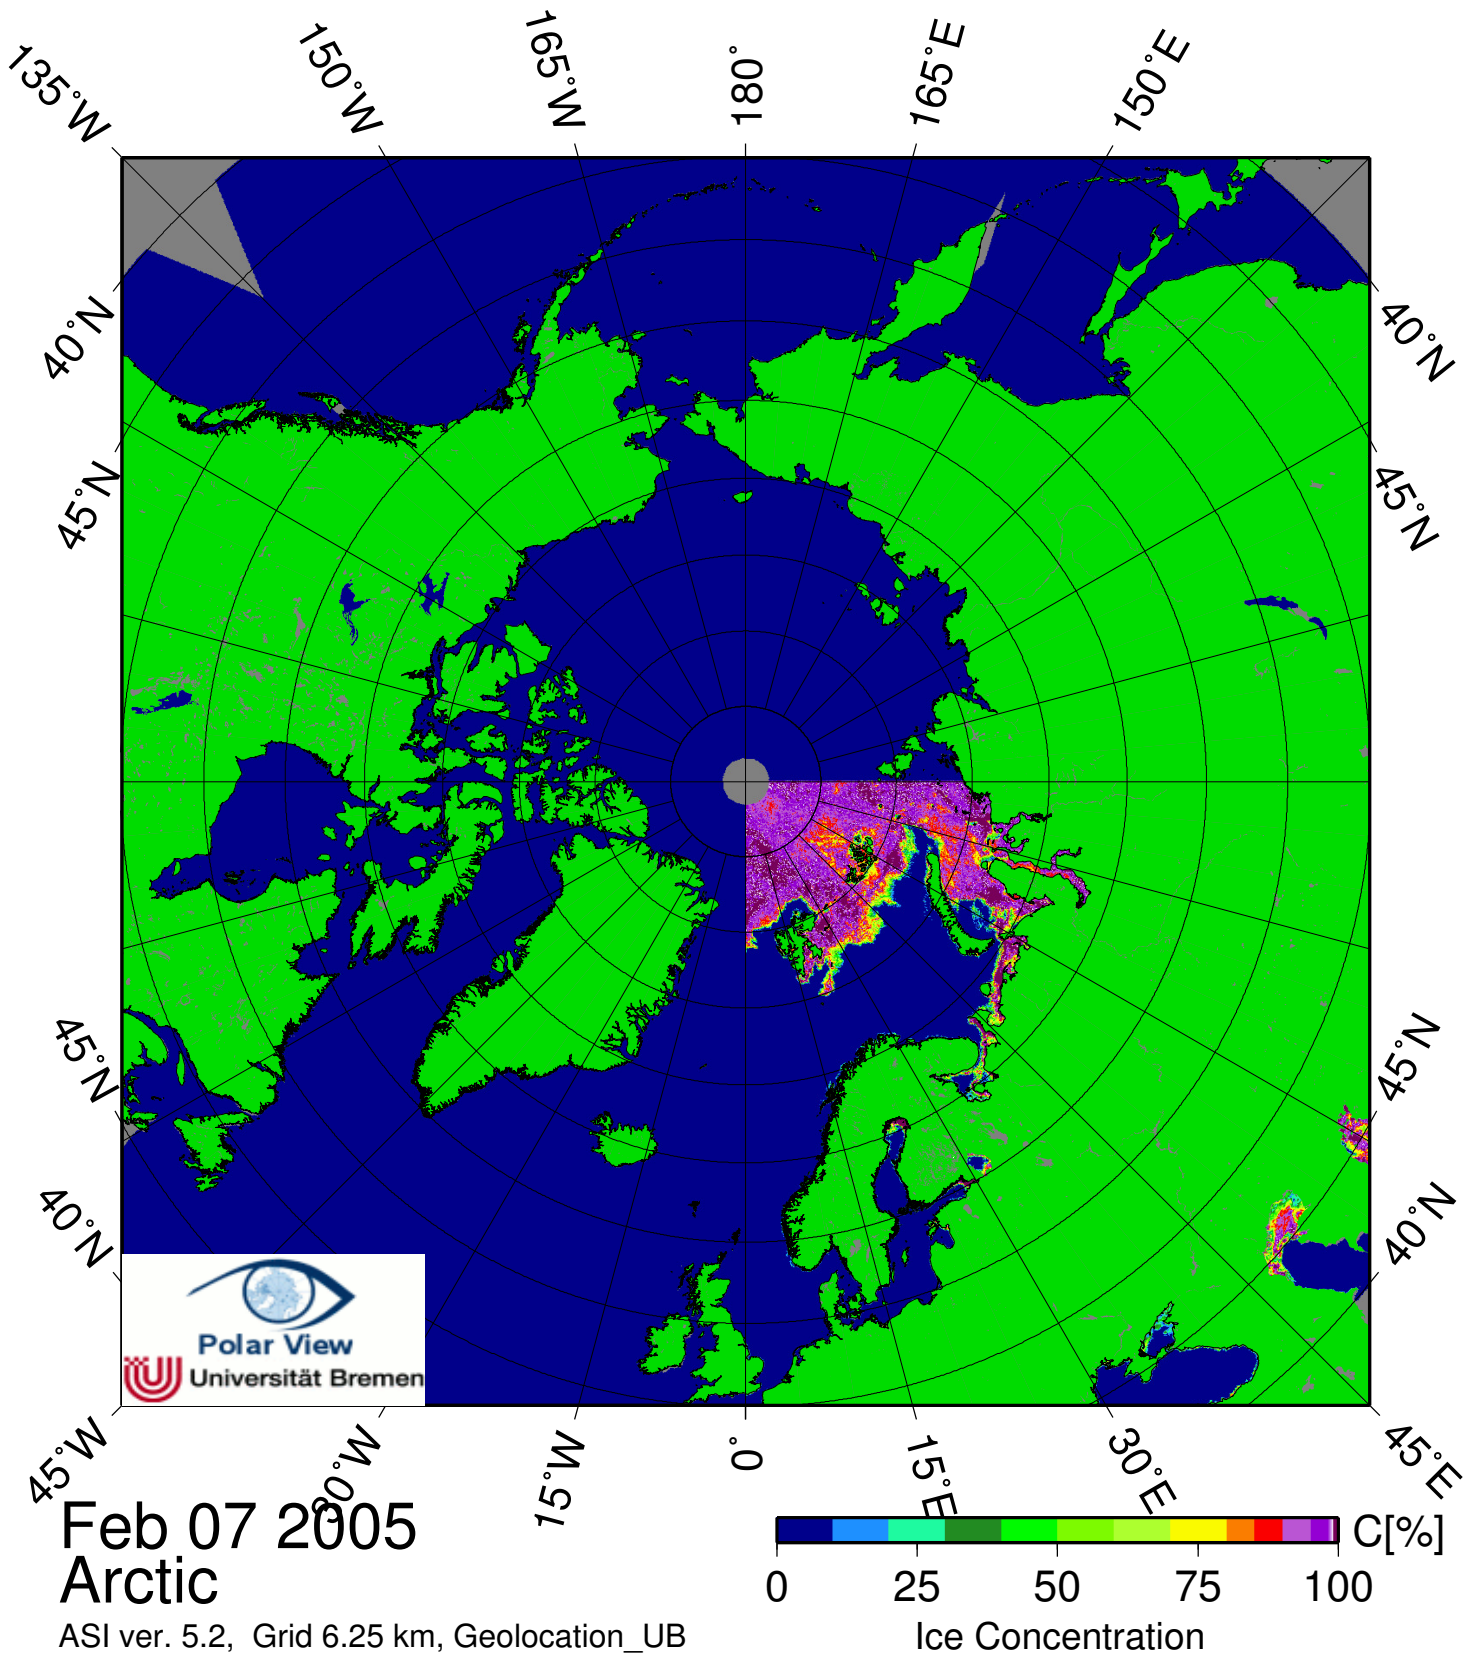 135°W
150°W
165°W
180°
165°E
150°E
40°N
40°N
45°N
45°N
45°N
45°N
40°N
40°N
Polar View
Universität Bremen
45°W
30°W
15°W
0°
15°E
30°E
45°E
Feb 07 2005
Arctic
ASI ver. 5.2, Grid 6.25 km, Geolocation_UB
C[%]
0 25 50 75 100
Ice Concentration